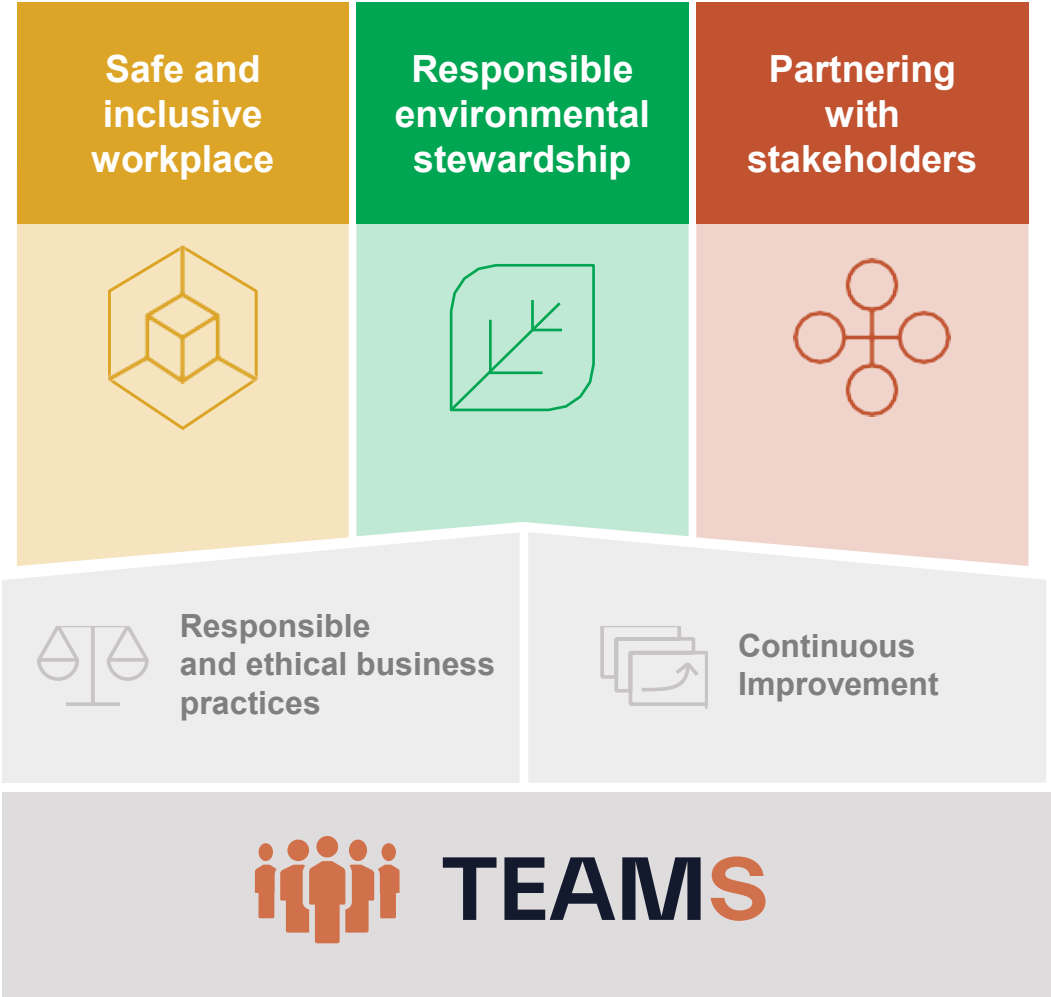 Safe and
inclusive
workplace
Responsible
environmental
stewardship
Partnering
with
stakeholders
Responsible
and ethical business
practices
Continuous
Improvement
TEAMS